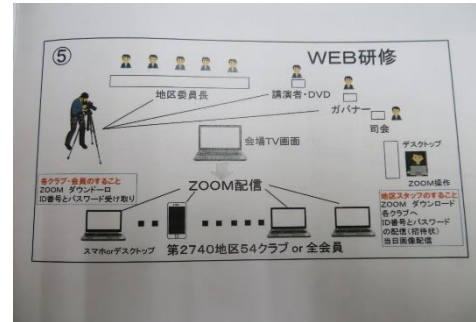 ⑤
WEB研修
地区委員長
講演者・DVD
ガバナー
司会
会場TV画面
デスクトップ
ZOOM操作
各クラブ・会員のすること
ZOOM ダウンドーロ
ID番号とパスワード受け取り
ZOOM配信
地区スタッフのすること
ZOOM ダウンロード
各クラブへ
ID番号とパスワード
の配信(招待状)
当日画像配信
スマホorデスクトップ
第2740地区54クラブ or 全会員